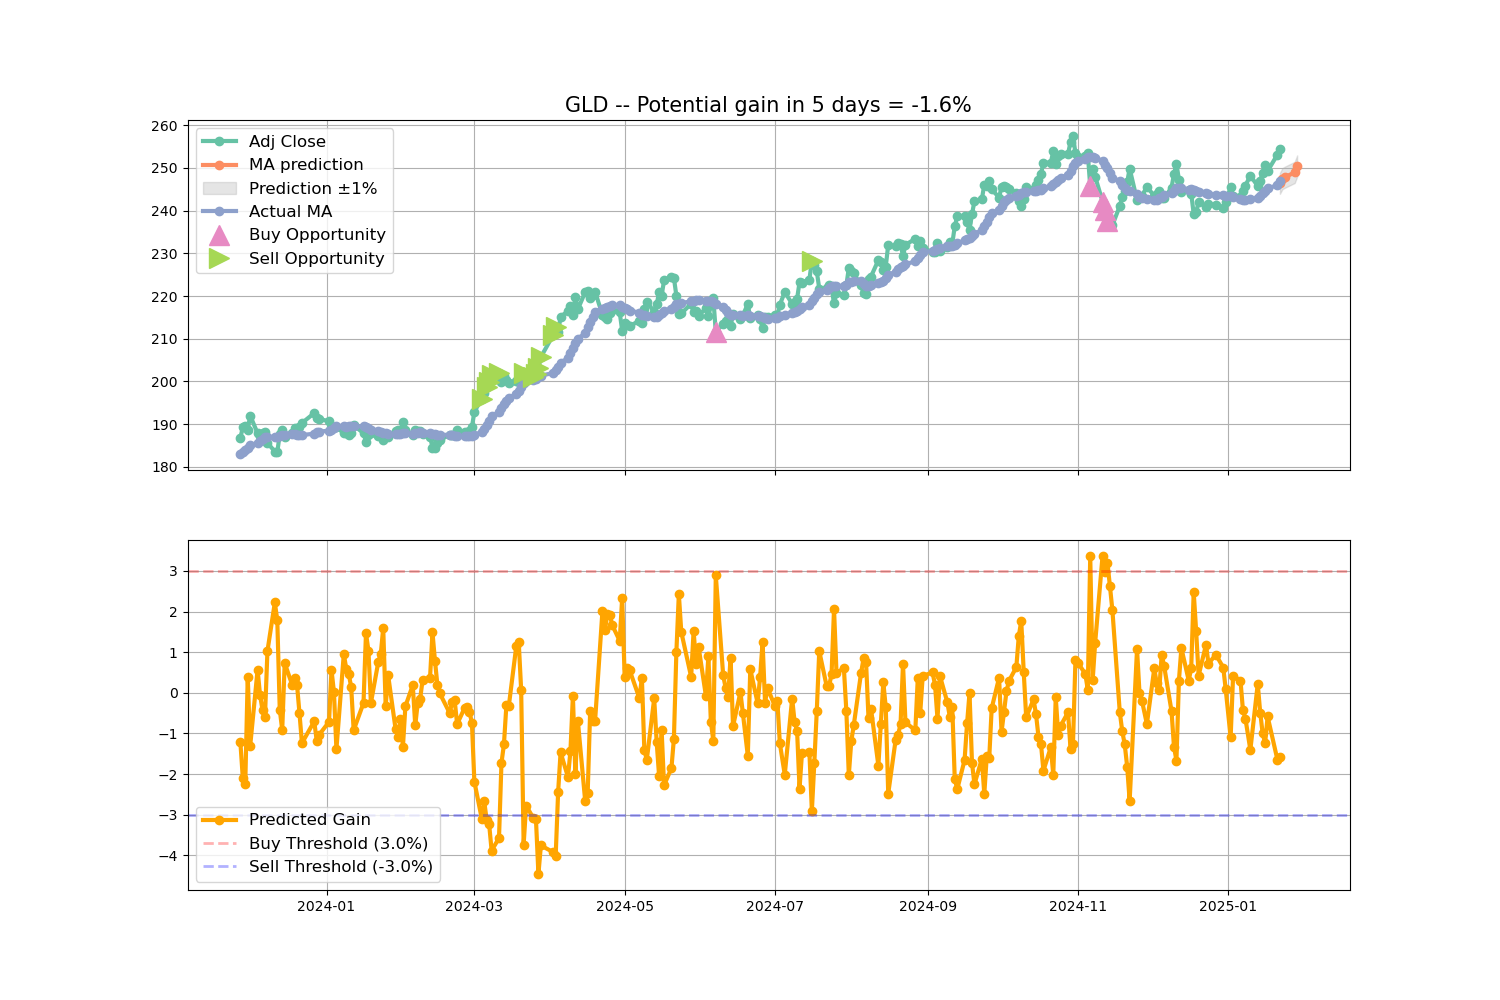 GLD -- Potential gain in 5 days = -1.6%
260
250
240
230
220
210
200
190
180
Adj Close
MA prediction
Prediction ±1%
Actual MA
Buy Opportunity
Sell Opportunity
3
2
1
0
−1
−2
−3
−4
Predicted Gain
Buy Threshold (3.0%)
Sell Threshold (-3.0%)
2024-01 2024-03 2024-05 2024-07 2024-09 2024-11 2025-01